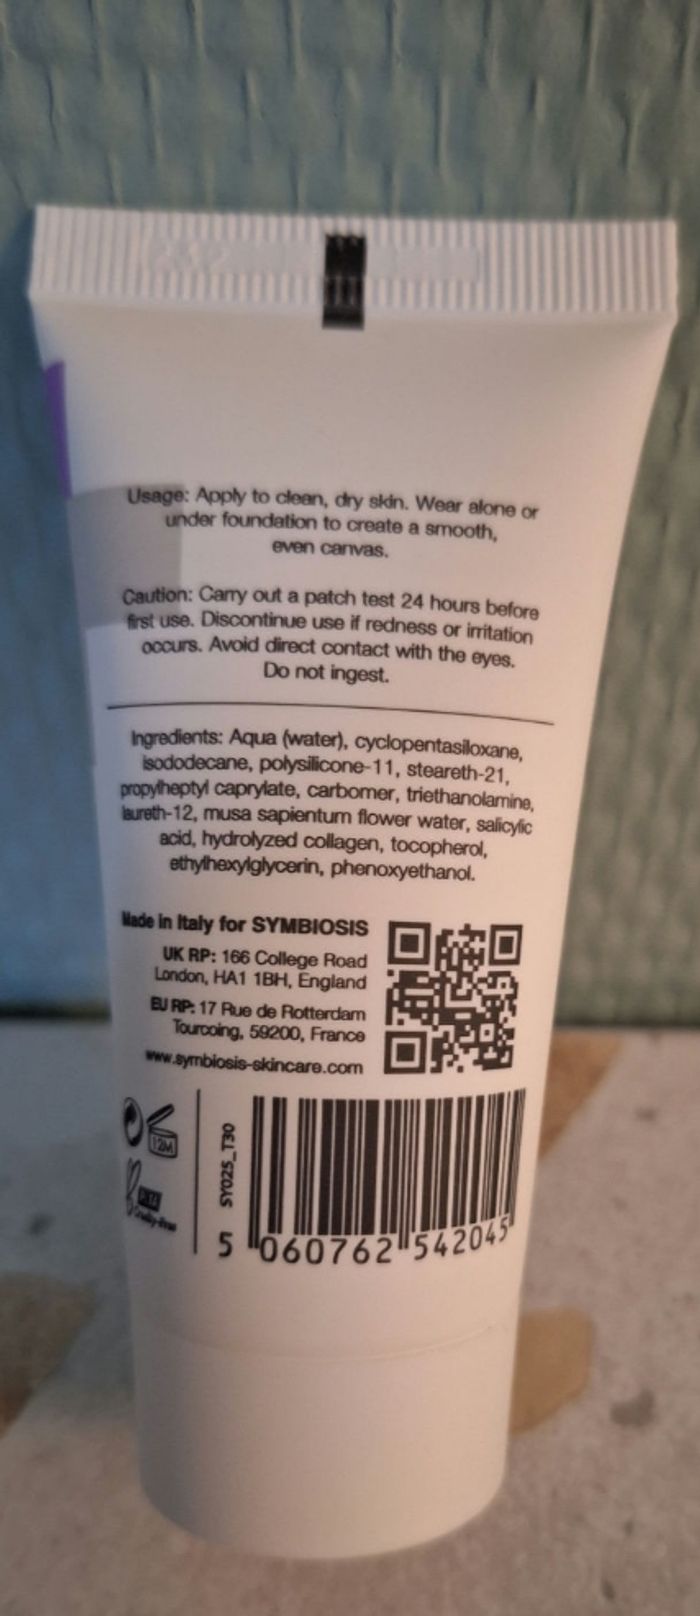 Usage: Apply to clean, dry skin. Wear alone or
under foundation to create a smooth,
even canvas.
Caution: Carry out a patch test 24 hours before
first use. Discontinue use if redness or irritation
occurs. Avoid direct contact with the eyes.
Do not ingest.
Ingredients: Aqua (water), cyclopentasiloxane,
isododecane, polysilicone-11, steareth-21,
propylheptyl caprylate, carbomer, triethanolamine,
laureth-12, musa sapientum flower water, salicylic
acid, hydrolyzed collagen, tocopherol,
ethylhexylglycerin, phenoxyethanol.
Made in Italy for SYMBIOSIS
UK RP: 166 College Road
London, HA1 1BH, England
EU RP: 17 Rue de Rotterdam
Tourcoing, 59200, France
www.symbiosis-skincare.com
12M
PETA
Cruelty-free
SY025_T30
5 060762 542045